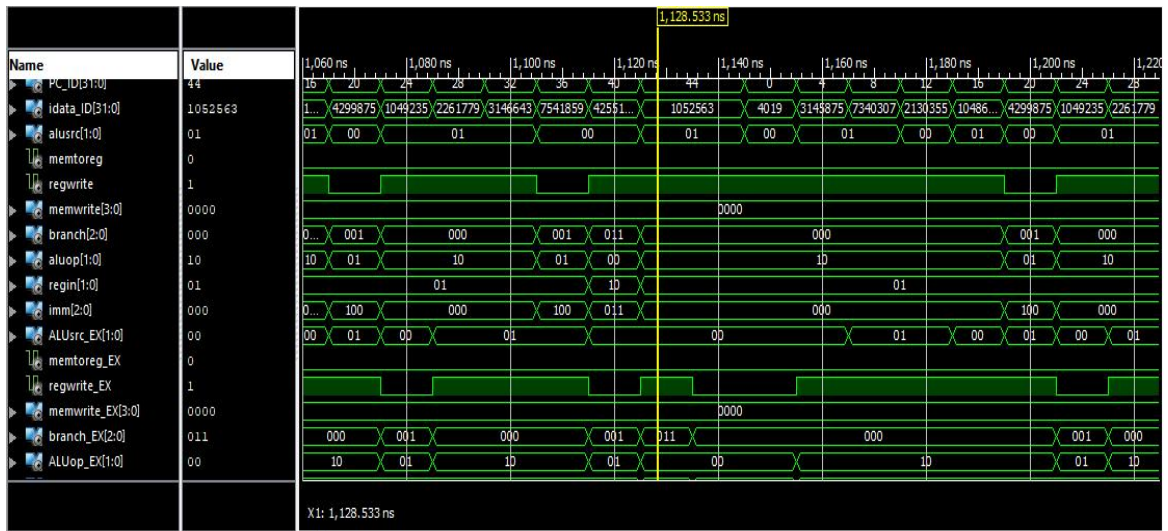 1,128.533 ns
Name Value 1,060 ns 1,080 ns 1,100 ns 1,120 ns 1,140 ns 1,160 ns 1,180 ns 1,200 ns 1,220
PC_ID[31:0] 44 16 20 24 28 32 36 40 44 0 4 8 12 16 20 24 28
idata_ID[31:0] 1052563 1... 4299875 1049235 2261779 3146643 7541859 42551... 1052563 4019 3145875 7340307 2130355 10486... 4299875 1049235 2261779
alusrc[1:0] 01 01 00 01 00 01 00 01 00 01 00 01
memtoreg 0
regwrite 1
memwrite[3:0] 0000 0000
branch[2:0] 000 0... 001 000 001 011 000 001 000
aluop[1:0] 10 10 01 10 01 00 10 01 10
regin[1:0] 01 01 10 01
imm[2:0] 000 0... 100 000 100 011 000 100 000
ALUsrc_EX[1:0] 00 00 01 00 01 00 01 00 01 00 01
memtoreg_EX 0
regwrite_EX 1
memwrite_EX[3:0] 0000 0000
branch_EX[2:0] 011 000 001 000 001 011 000 001 000
ALUop_EX[1:0] 00 10 01 10 01 00 10 01 10
X1: 1,128.533 ns